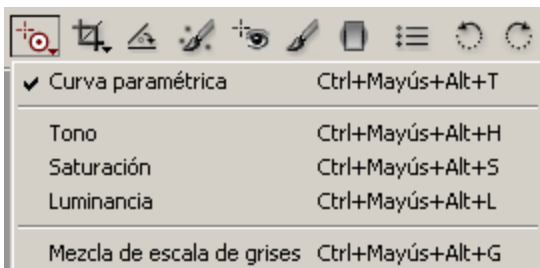 Curva paramétrica Ctrl+Mayús+Alt+T
Tono Ctrl+Mayús+Alt+H
Saturación Ctrl+Mayús+Alt+S
Luminancia Ctrl+Mayús+Alt+L
Mezcla de escala de grises Ctrl+Mayús+Alt+G